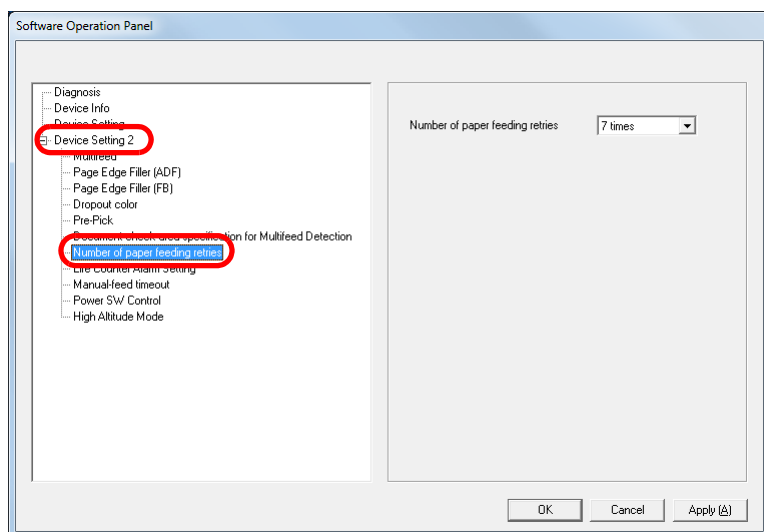 Software Operation Panel
Diagnosis
Device Info
Device Setting
Device Setting 2
Multifeed
Page Edge Filler (ADF)
Page Edge Filler (FB)
Dropout color
Pre-Pick
Document check area specification for Multifeed Detection
Number of paper feeding retries
Life Counter Alarm Setting
Manual-feed timeout
Power SW Control
High Altitude Mode
Number of paper feeding retries 7 times
OK Cancel Apply (A)